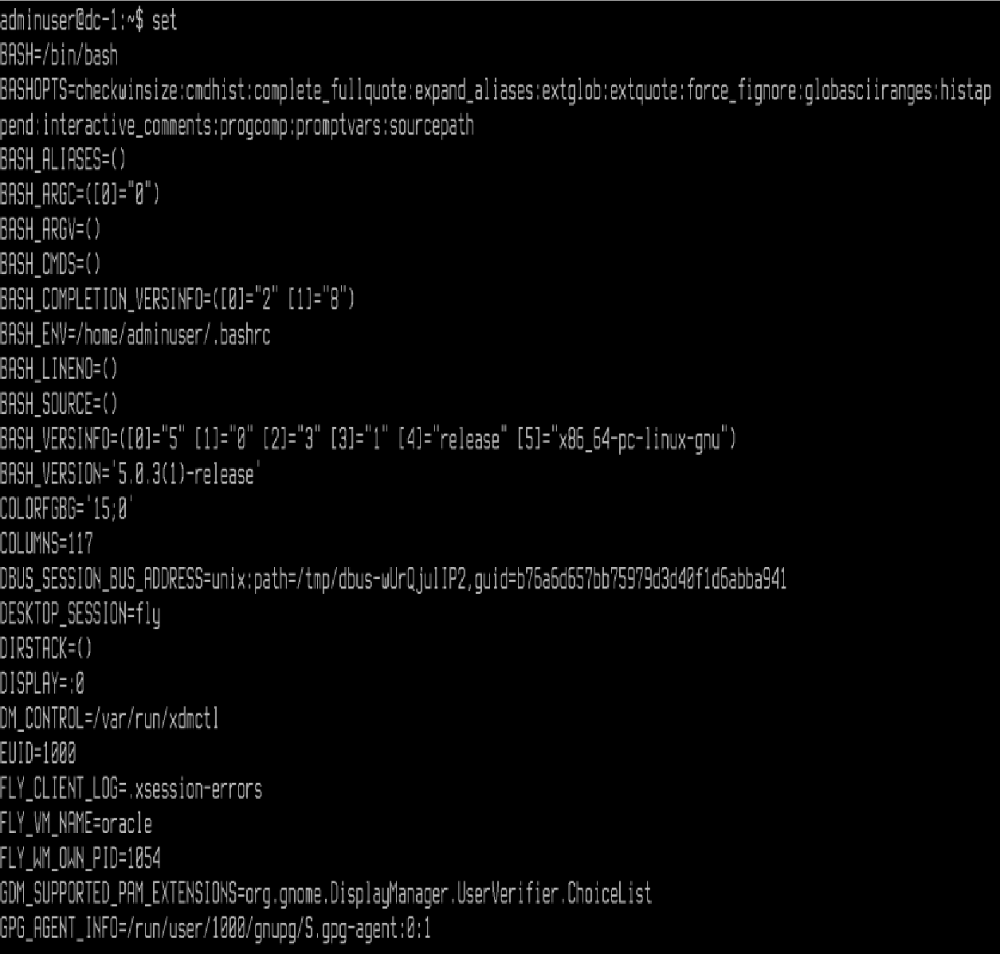 adminuser@dc-1:~$ set
BASH=/bin/bash
BASHOPTS=checkwinsize:cmdhist:complete_fullquote:expand_aliases:extglob:extquote:force_fignore:globasciiranges:histap
pend:interactive_comments:progcomp:promptvars:sourcepath
BASH_ALIASES=()
BASH_ARGC=([0]="0")
BASH_ARGV=()
BASH_CMDS=()
BASH_COMPLETION_VERSINFO=([0]="2" [1]="8")
BASH_ENV=/home/adminuser/.bashrc
BASH_LINENO=()
BASH_SOURCE=()
BASH_VERSINFO=([0]="5" [1]="0" [2]="3" [3]="1" [4]="release" [5]="x86_64-pc-linux-gnu")
BASH_VERSION='5.0.3(1)-release'
COLORFGBG='15;0'
COLUMNS=117
DBUS_SESSION_BUS_ADDRESS=unix:path=/tmp/dbus-wUrQjulIP2,guid=b76a6d657bb75979d3d40f1d6abba941
DESKTOP_SESSION=fly
DIRSTACK=()
DISPLAY=:0
DM_CONTROL=/var/run/xdmctl
EUID=1000
FLY_CLIENT_LOG=.xsession-errors
FLY_VM_NAME=oracle
FLY_WM_OWN_PID=1054
GDM_SUPPORTED_PAM_EXTENSIONS=org.gnome.DisplayManager.UserVerifier.ChoiceList
GPG_AGENT_INFO=/run/user/1000/gnupg/S.gpg-agent:0:1